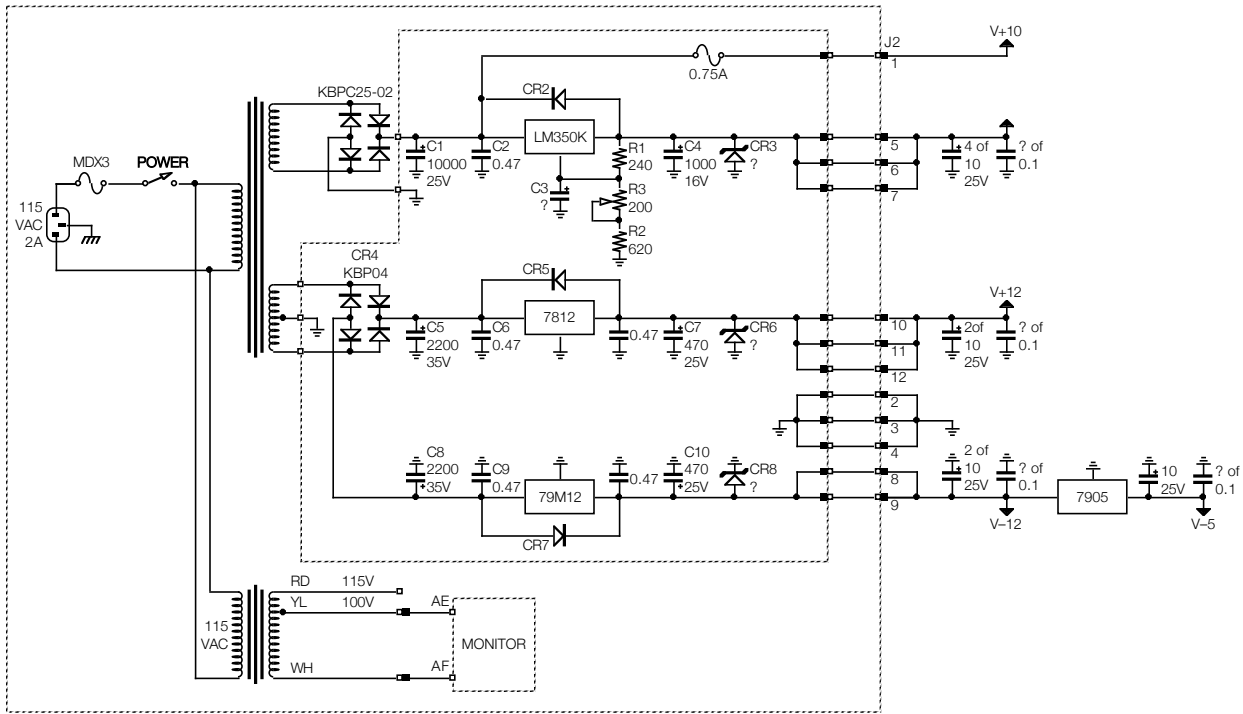 V+10
J2
1
0.75A
KBPC25-02
CR2
LM350K
C1
10000
25V
C2
0.47
R1
240
C4
1000
16V
CR3
?
5
6
7
4 of
10
25V
? of
0.1
C3
?
R3
200
R2
620
MDX3
POWER
115
VAC
2A
CR4
KBP04
CR5
7812
C5
2200
35V
C6
0.47
0.47
C7
470
25V
CR6
?
V+12
10
11
12
2of
10
25V
? of
0.1
2
3
4
C8
2200
35V
C9
0.47
79M12
0.47
C10
470
25V
CR8
?
CR7
8
9
2 of
10
25V
? of
0.1
V–12
7905
10
25V
? of
0.1
V–5
115
VAC
RD 115V
YL 100V
WH
AE
AF
MONITOR